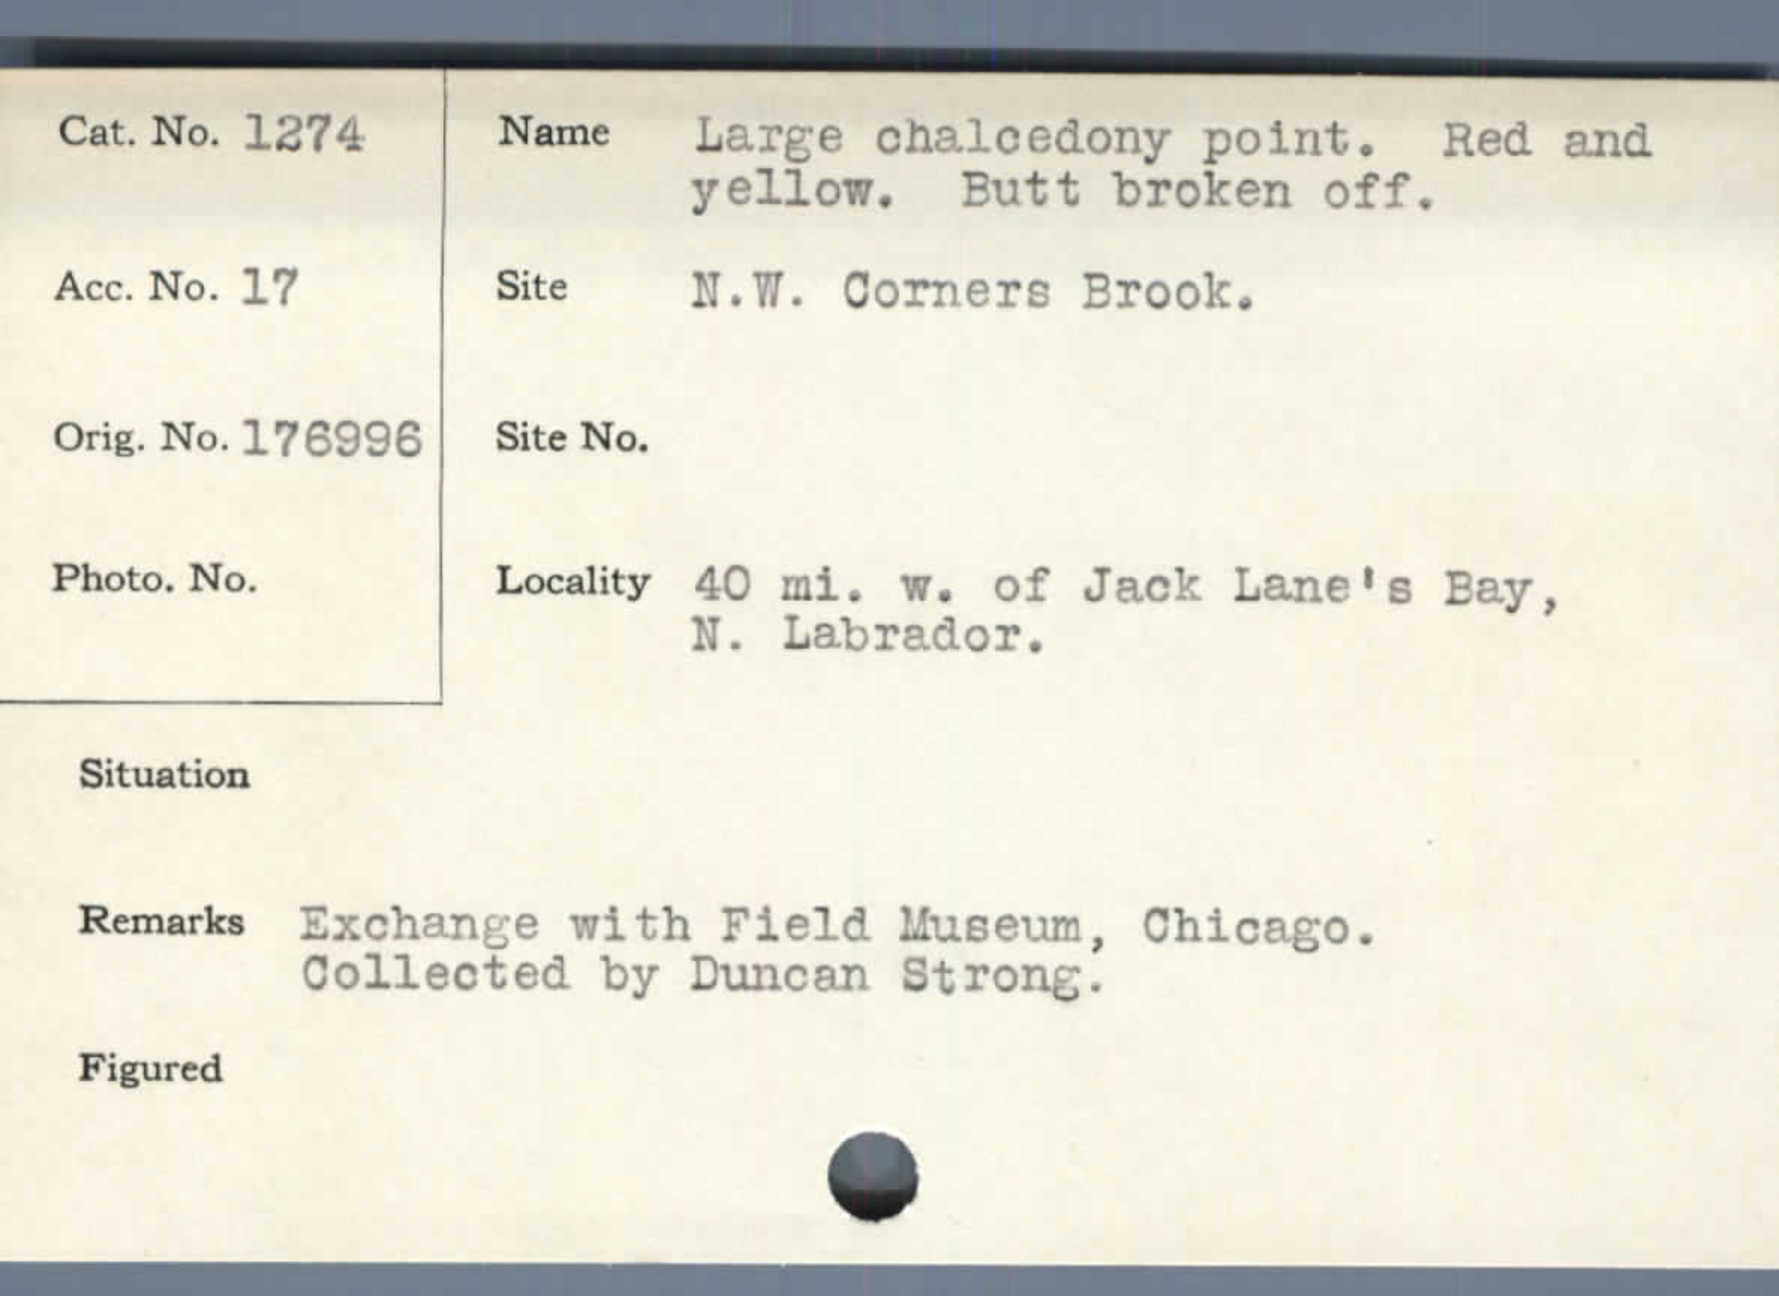 Cat. No. 1274
Name Large chalcedony point. Red and
yellow. Butt broken off.
Acc. No. 17
Site N.W. Corners Brook.
Orig. No. 176996
Site No.
Photo. No.
Locality 40 mi. w. of Jack Lane's Bay,
N. Labrador.
Situation
Remarks Exchange with Field Museum, Chicago.
Collected by Duncan Strong.
Figured